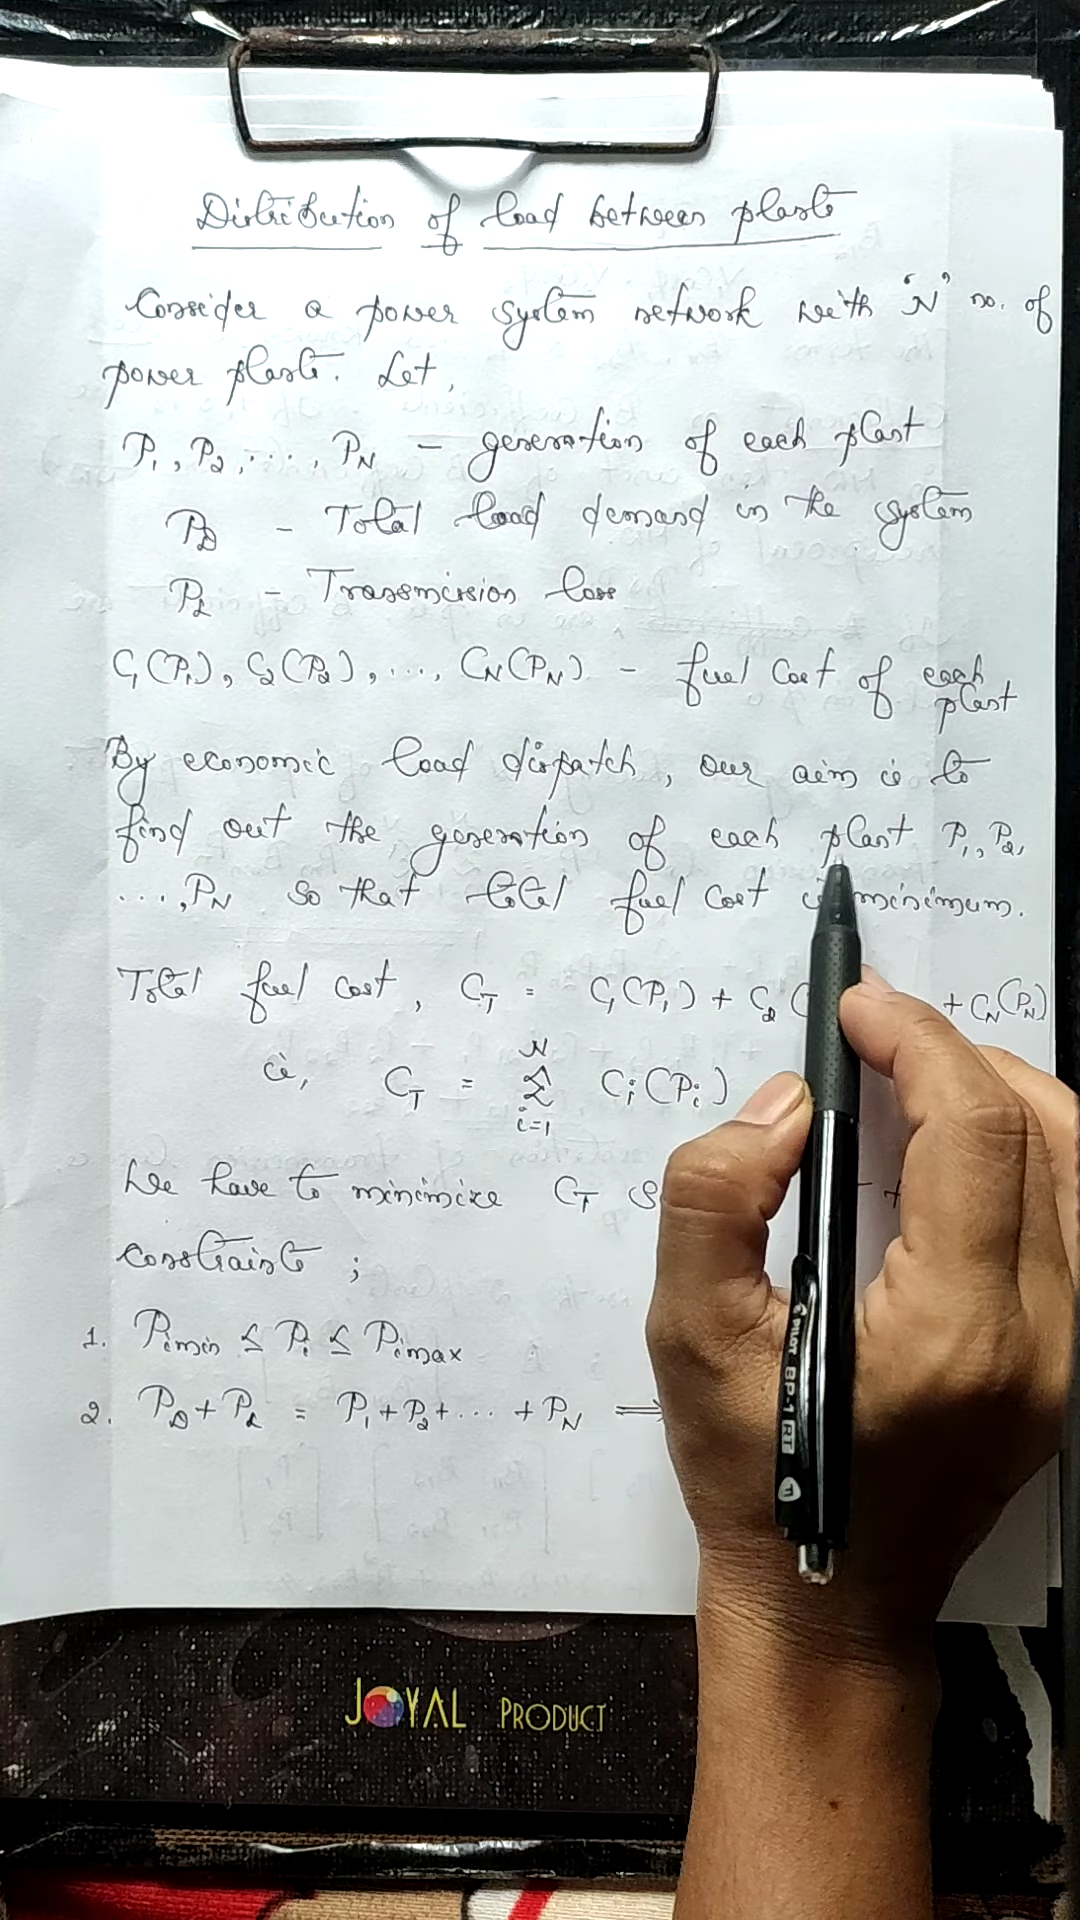 Distribution of load between plants
Consider a power system network with 'N' no. of
power plants. Let,
P1, P2, ...., PN - generation of each plant
PD - Total load demand in the system
PL - Transmission loss
C1(P1), C2(P2), ...., CN(PN) - fuel cost of each
plant
By economic load dispatch, our aim is to
find out the generation of each plant P1, P2,
...., PN so that total fuel cost is minimum.
Total fuel cost, CT = C1(P1) + C2( + CN(PN)
ie, CT = N Σ i=1 Ci(Pi)
We have to minimize CT
constraints ;
1. Pimin ≤ Pi ≤ Pimax
2. PD + PL = P1 + P2 + ... + PN ⇒
PILOT BP-1 RT
JOYAL PRODUCT